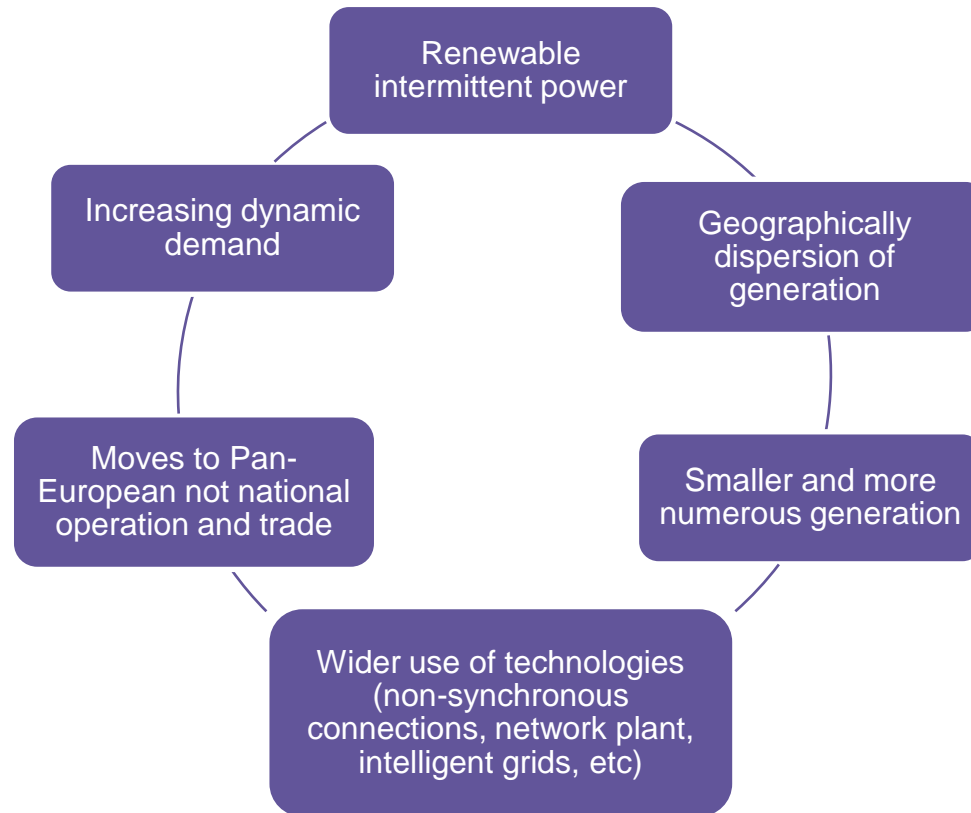 Renewable
intermittent power
Geographically
dispersion of
generation
Smaller and more
numerous generation
Wider use of technologies
(non-synchronous
connections, network plant,
intelligent grids, etc)
Moves to Pan-
European not national
operation and trade
Increasing dynamic
demand